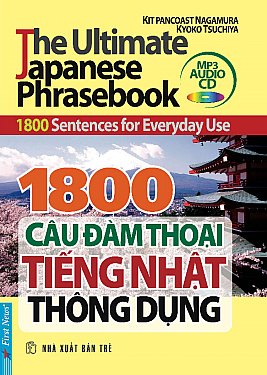 KIT PANCOAST NAGAMURA
KYOKO TSUCHIYA
The Ultimate
Japanese
Phrasebook
MP3
AUDIO
CD
1800 Sentences for Everyday Use
1800
CÂU ĐÀM THOẠI
TIẾNG NHẬT
THÔNG DỤNG
First News
NHÀ XUẤT BẢN TRẺ